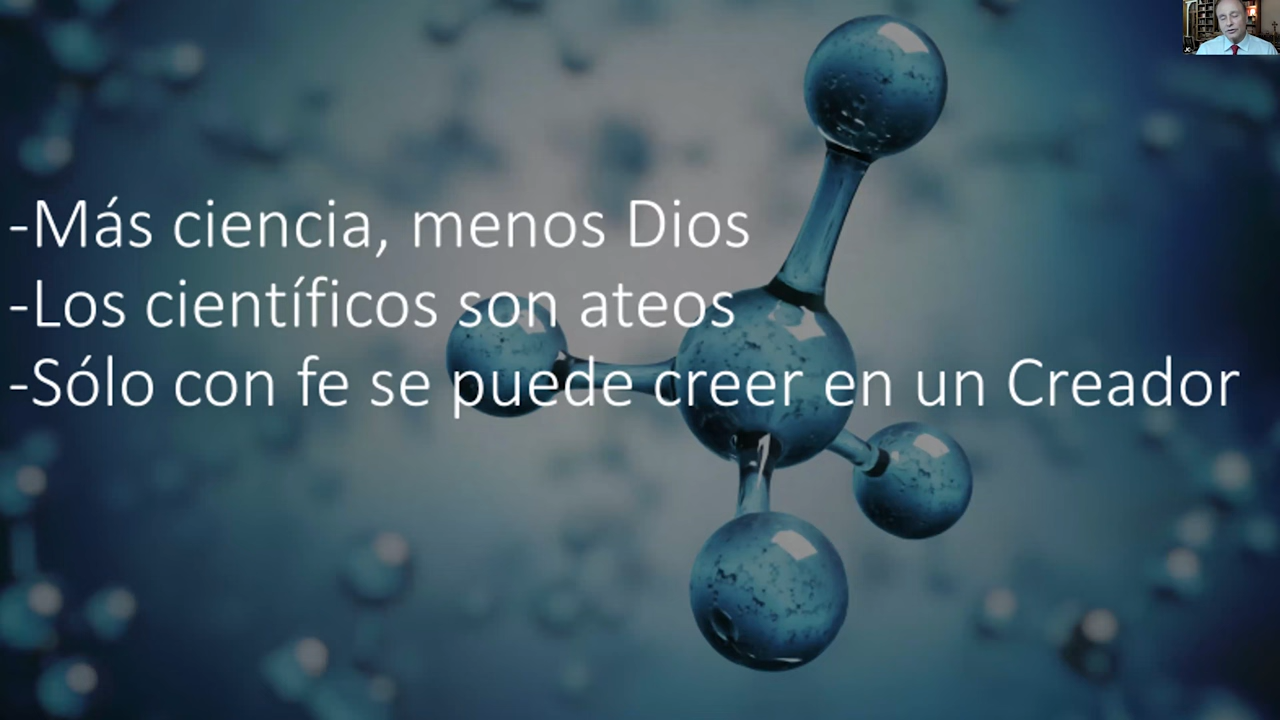 -Más ciencia, menos Dios
-Los científicos son ateos
-Sólo con fe se puede creer en un Creador